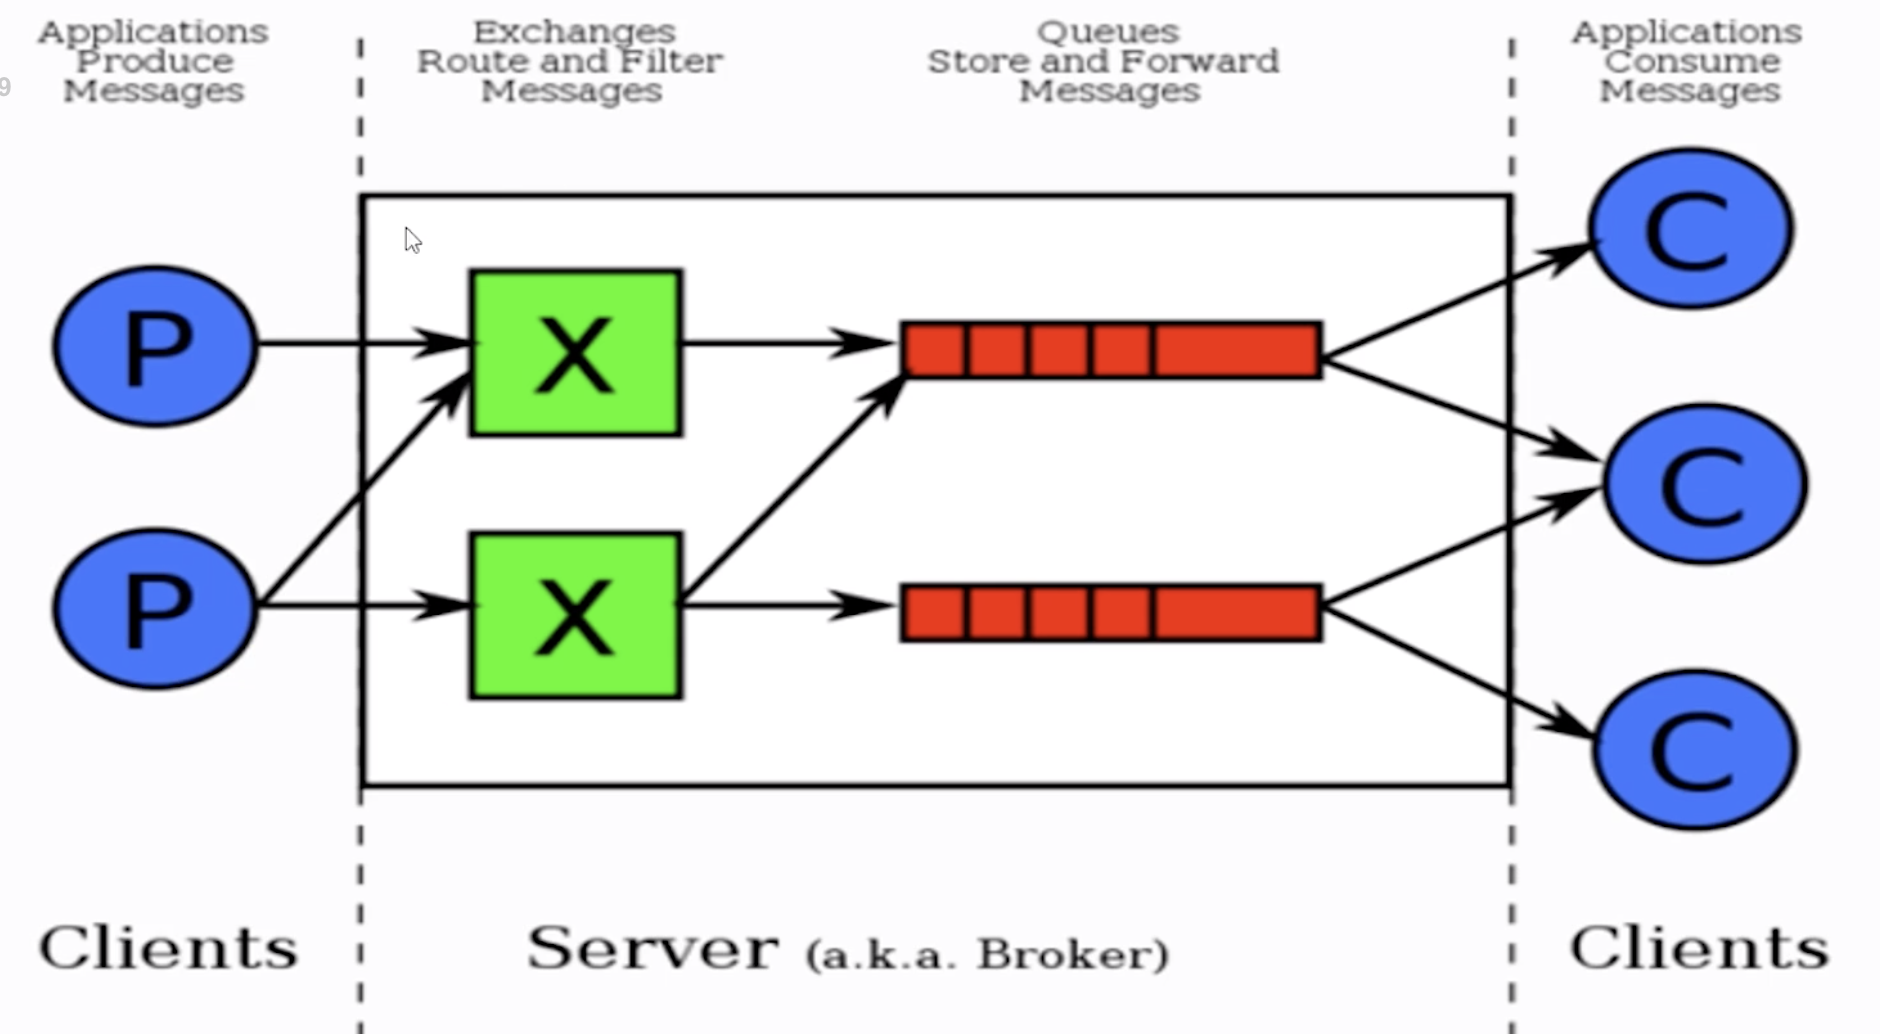 Applications
Produce
Messages
Exchanges
Route and Filter
Messages
Queues
Store and Forward
Messages
Applications
Consume
Messages
9
P
X
C
C
P
X
C
Clients
Server (a.k.a. Broker)
Clients